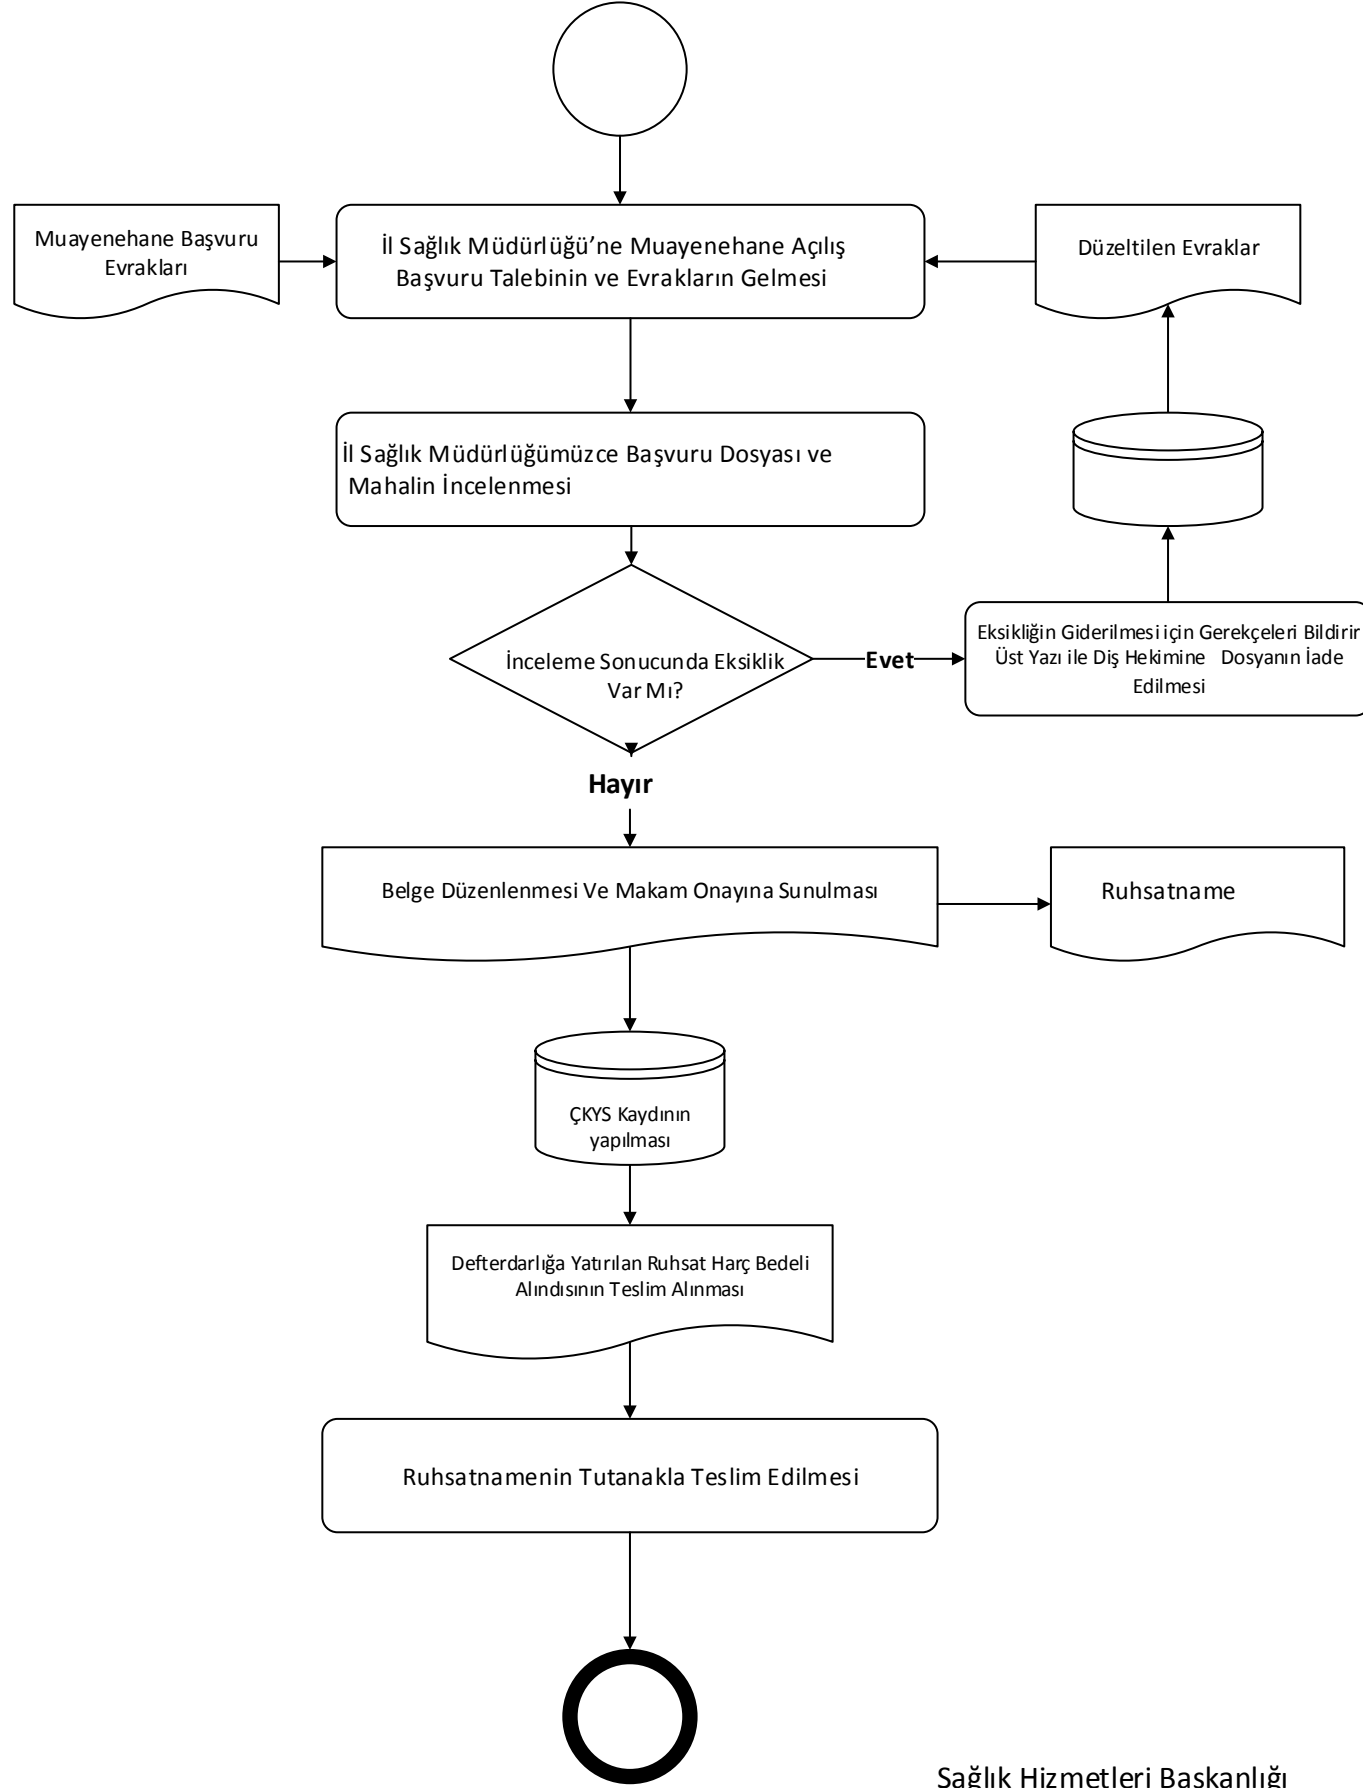 Muayenehane Başvuru
Evrakları
İl Sağlık Müdürlüğü’ne Muayenehane Açılış
Başvuru Talebinin ve Evrakların Gelmesi
Düzeltilen Evraklar
İl Sağlık Müdürlüğümüzce Başvuru Dosyası ve
Mahalin İncelenmesi
İnceleme Sonucunda Eksiklik
Var Mı?
Evet
Eksikliğin Giderilmesi için Gerekçeleri Bildirir
Üst Yazı ile Diş Hekimine Dosyanın İade
Edilmesi
Hayır
Belge Düzenlenmesi Ve Makam Onayına Sunulması
Ruhsatname
ÇKYS Kaydının
yapılması
Defterdarlığa Yatırılan Ruhsat Harç Bedeli
Alındısının Teslim Alınması
Ruhsatnamenin Tutanakla Teslim Edilmesi
Sağlık Hizmetleri Başkanlığı